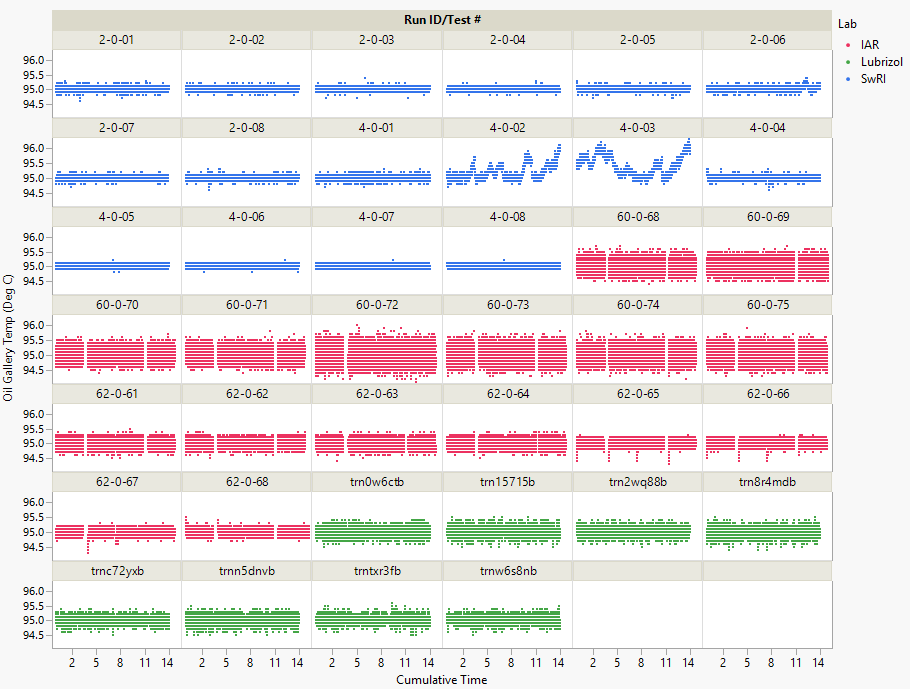 Run ID/Test #
Lab
IAR
Lubrizol
SwRI
2-0-01 2-0-02 2-0-03 2-0-04 2-0-05 2-0-06
96.0
95.5
95.0
94.5
2-0-07 2-0-08 4-0-01 4-0-02 4-0-03 4-0-04
96.0
95.5
95.0
94.5
4-0-05 4-0-06 4-0-07 4-0-08 60-0-68 60-0-69
96.0
95.5
95.0
94.5
60-0-70 60-0-71 60-0-72 60-0-73 60-0-74 60-0-75
96.0
95.5
95.0
94.5
62-0-61 62-0-62 62-0-63 62-0-64 62-0-65 62-0-66
96.0
95.5
95.0
94.5
62-0-67 62-0-68 trn0w6ctb trn15715b trn2wq88b trn8r4mdb
96.0
95.5
95.0
94.5
trnc72yxb trnn5dnvb trntxr3fb trnw6s8nb
96.0
95.5
95.0
94.5
2 5 8 11 14 2 5 8 11 14 2 5 8 11 14 2 5 8 11 14 2 5 8 11 14 2 5 8 11 14
Cumulative Time
Oil Gallery Temp (Deg C)